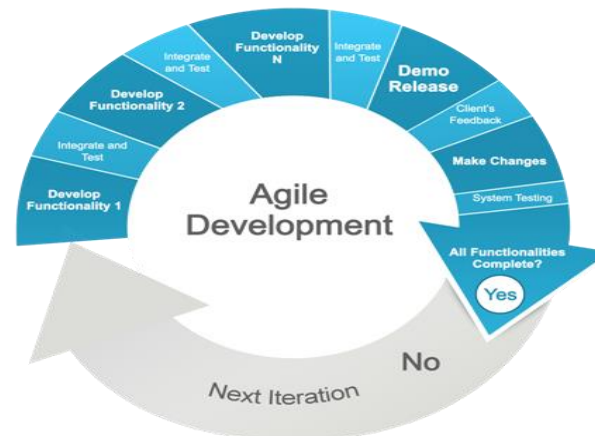 Develop
Functionality 1
Integrate and
Test
Develop
Functionality 2
Integrate
and Test
Develop
Functionality
N
Integrate
and Test
Demo
Release
Client's
Feedback
Make Changes
System Testing
All Functionalities
Complete?
Yes
No
Next Iteration
Agile
Development